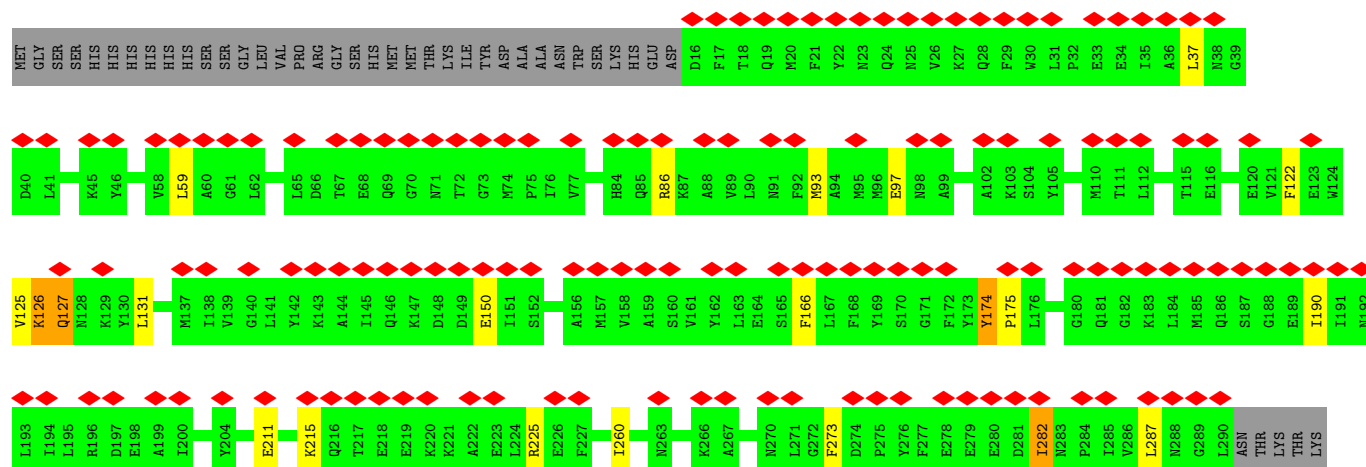 MET GLY SER SER HIS HIS HIS HIS HIS HIS SER SER GLY LEU VAL PRO ARG GLY SER HIS MET MET THR LYS ILE TYR ASP ALA ALA ASN TRP SER LYS HIS GLU ASP D16 F17 T18 Q19 M20 F21 Y22 N23 Q24 N25 V26 K27 Q28 F29 W30 L31 P32 E33 E34 I35 A36 L37 N38 G39
D40 L41 K45 Y46 V58 L59 A60 G61 L62 L65 D66 T67 E68 Q69 G70 N71 T72 G73 M74 P75 I76 V77 H84 Q85 R86 K87 A88 V89 L90 N91 F92 M93 A94 M95 M96 E97 N98 A99 A102 K103 S104 Y105 M110 T111 L112 T115 E116 E120 V121 F122 E123 W124
V125 K126 Q127 N128 K129 Y130 L131 M137 I138 V139 G140 L141 Y142 K143 A144 I145 Q146 K147 D148 D149 E150 I151 S152 A156 M157 V158 A159 S160 V161 Y162 L163 E164 S165 F166 L167 F168 Y169 S170 G171 F172 Y173 Y174 P175 L176 G180 Q181 G182 K183 L184 M185 Q186 S187 G188 E189 I190 I191 N192
L193 I194 L195 R196 D197 E198 A199 I200 Y204 E211 K215 Q216 T217 E218 E219 K220 K221 A222 E223 L224 R225 E226 F227 I260 N263 K266 A267 N270 L271 G272 F273 D274 P275 Y276 F277 E278 E279 E280 D281 I282 N283 P284 I285 V286 L287 N288 G289 L290 ASN THR LYS THR LYS